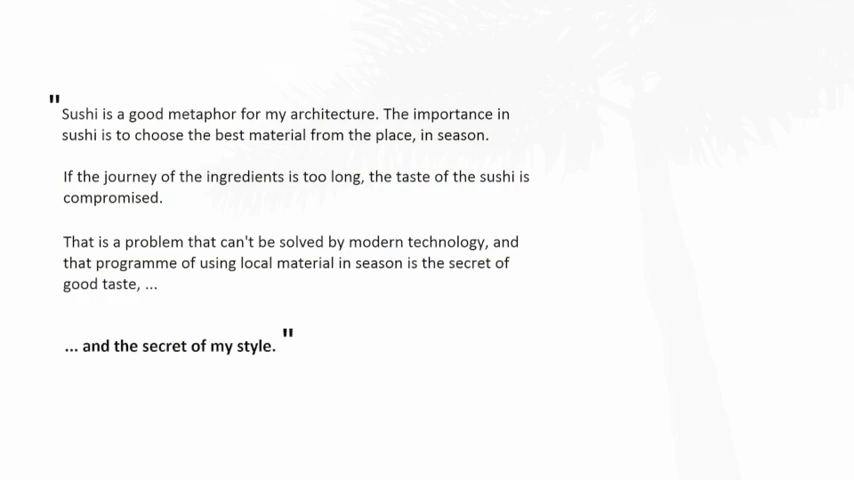 "Sushi is a good metaphor for my architecture. The importance in
sushi is to choose the best material from the place, in season.
If the journey of the ingredients is too long, the taste of the sushi is
compromised.
That is a problem that can't be solved by modern technology, and
that programme of using local material in season is the secret of
good taste, ...
... and the secret of my style. "